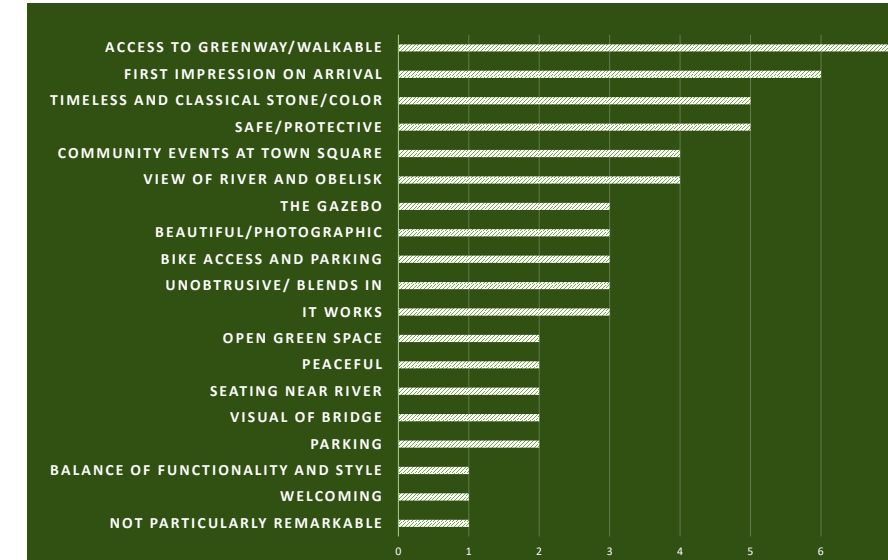 ACCESS TO GREENWAY/WALKABLE
FIRST IMPRESSION ON ARRIVAL
TIMELESS AND CLASSICAL STONE/COLOR
SAFE/PROTECTIVE
COMMUNITY EVENTS AT TOWN SQUARE
VIEW OF RIVER AND OBELISK
THE GAZEBO
BEAUTIFUL/PHOTOGRAPHIC
BIKE ACCESS AND PARKING
UNOBTRUSIVE/ BLENDS IN
IT WORKS
OPEN GREEN SPACE
PEACEFUL
SEATING NEAR RIVER
VISUAL OF BRIDGE
PARKING
BALANCE OF FUNCTIONALITY AND STYLE
WELCOMING
NOT PARTICULARLY REMARKABLE
0 1 2 3 4 5 6